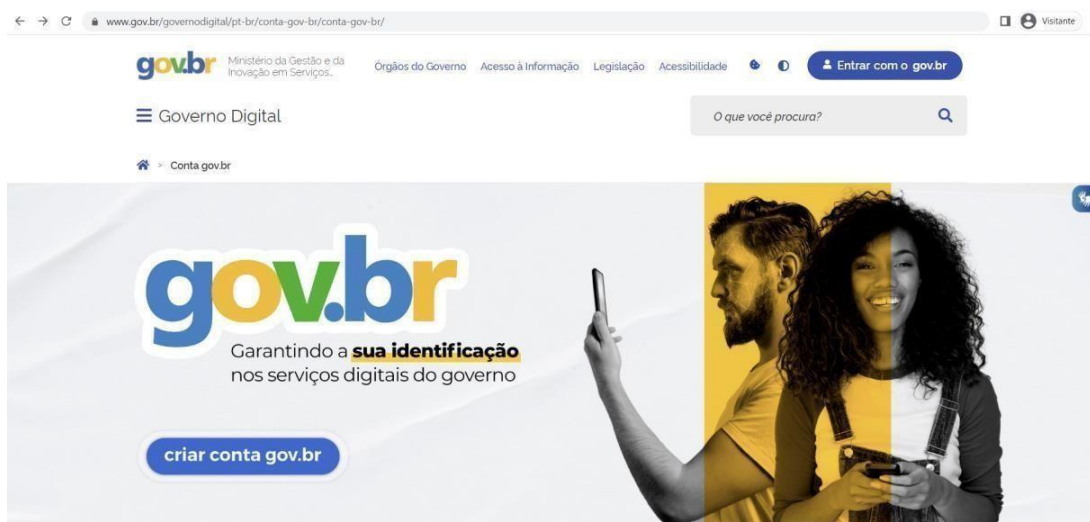 www.gov.br/governodigital/pt-br/conta-gov-br/conta-gov-br/
Visitante
gov.br
Ministério da Gestão e da
Inovação em Serviços...
Órgãos do Governo
Acesso à Informação
Legislação
Acessibilidade
Entrar com o gov.br
Governo Digital
O que você procura?
> Conta gov.br
gov.br
Garantindo a sua identificação
nos serviços digitais do governo
criar conta gov.br